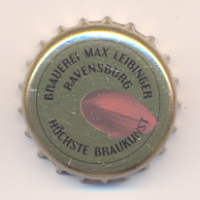 BRAUEREI MAX LEIBINGER
RAVENSBURG
HÖCHSTE BRAUKUNST